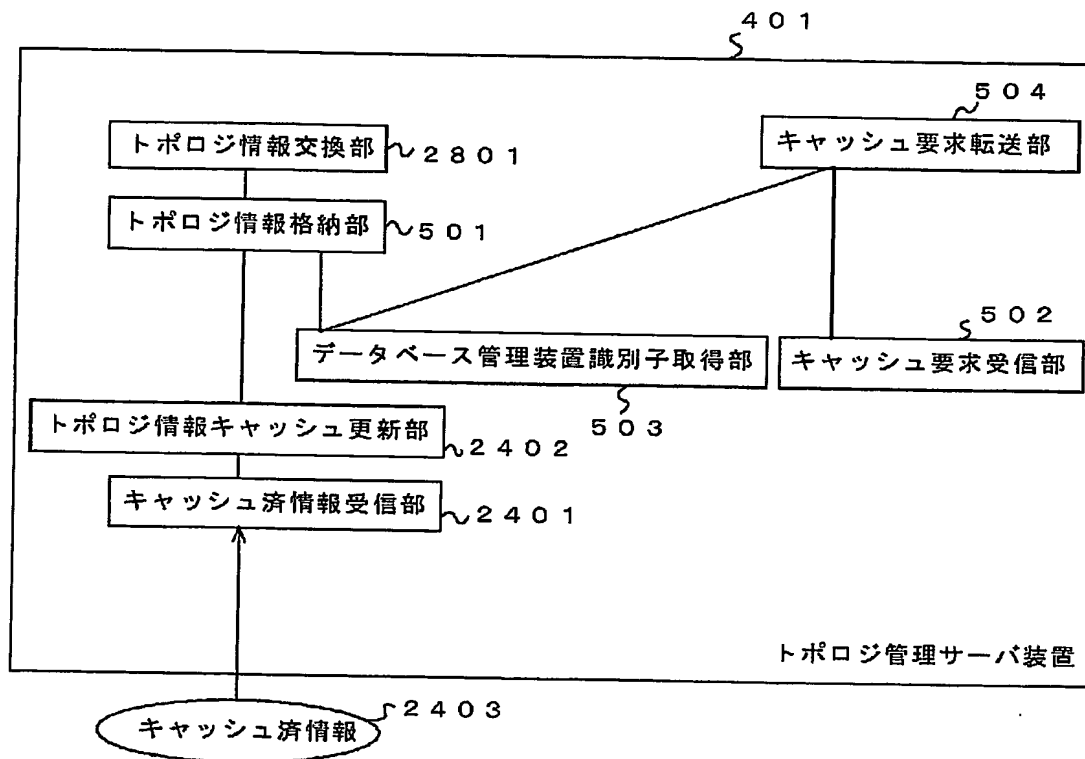 ４０１
５０４
トポロジ情報交換部
２８０１
キャッシュ要求転送部
トポロジ情報格納部
５０１
５０２
データベース管理装置識別子取得部
キャッシュ要求受信部
５０３
トポロジ情報キャッシュ更新部
２４０２
キャッシュ済情報受信部
２４０１
トポロジ管理サーバ装置
キャッシュ済情報
２４０３